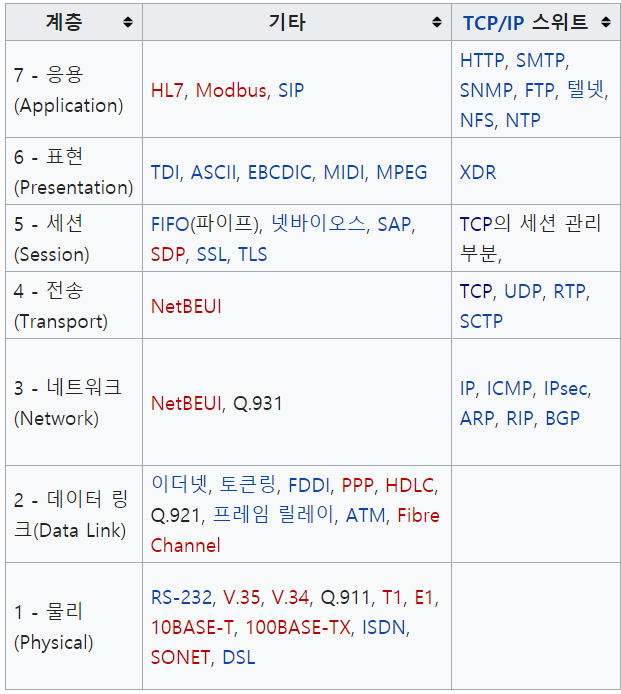 계층 기타 TCP/IP 스위트
7 - 응용
(Application)
HL7, Modbus, SIP
HTTP, SMTP,
SNMP, FTP, 텔넷,
NFS, NTP
6 - 표현
(Presentation)
TDI, ASCII, EBCDIC, MIDI, MPEG
XDR
5 - 세션
(Session)
FIFO(파이프), 넷바이오스, SAP,
SDP, SSL, TLS
TCP의 세션 관리
부분,
4 - 전송
(Transport)
NetBEUI
TCP, UDP, RTP,
SCTP
3 - 네트워크
(Network)
NetBEUI, Q.931
IP, ICMP, IPsec,
ARP, RIP, BGP
2 - 데이터 링
크(Data Link)
이더넷, 토큰링, FDDI, PPP, HDLC,
Q.921, 프레임 릴레이, ATM, Fibre
Channel
1 - 물리
(Physical)
RS-232, V.35, V.34, Q.911, T1, E1,
10BASE-T, 100BASE-TX, ISDN,
SONET, DSL